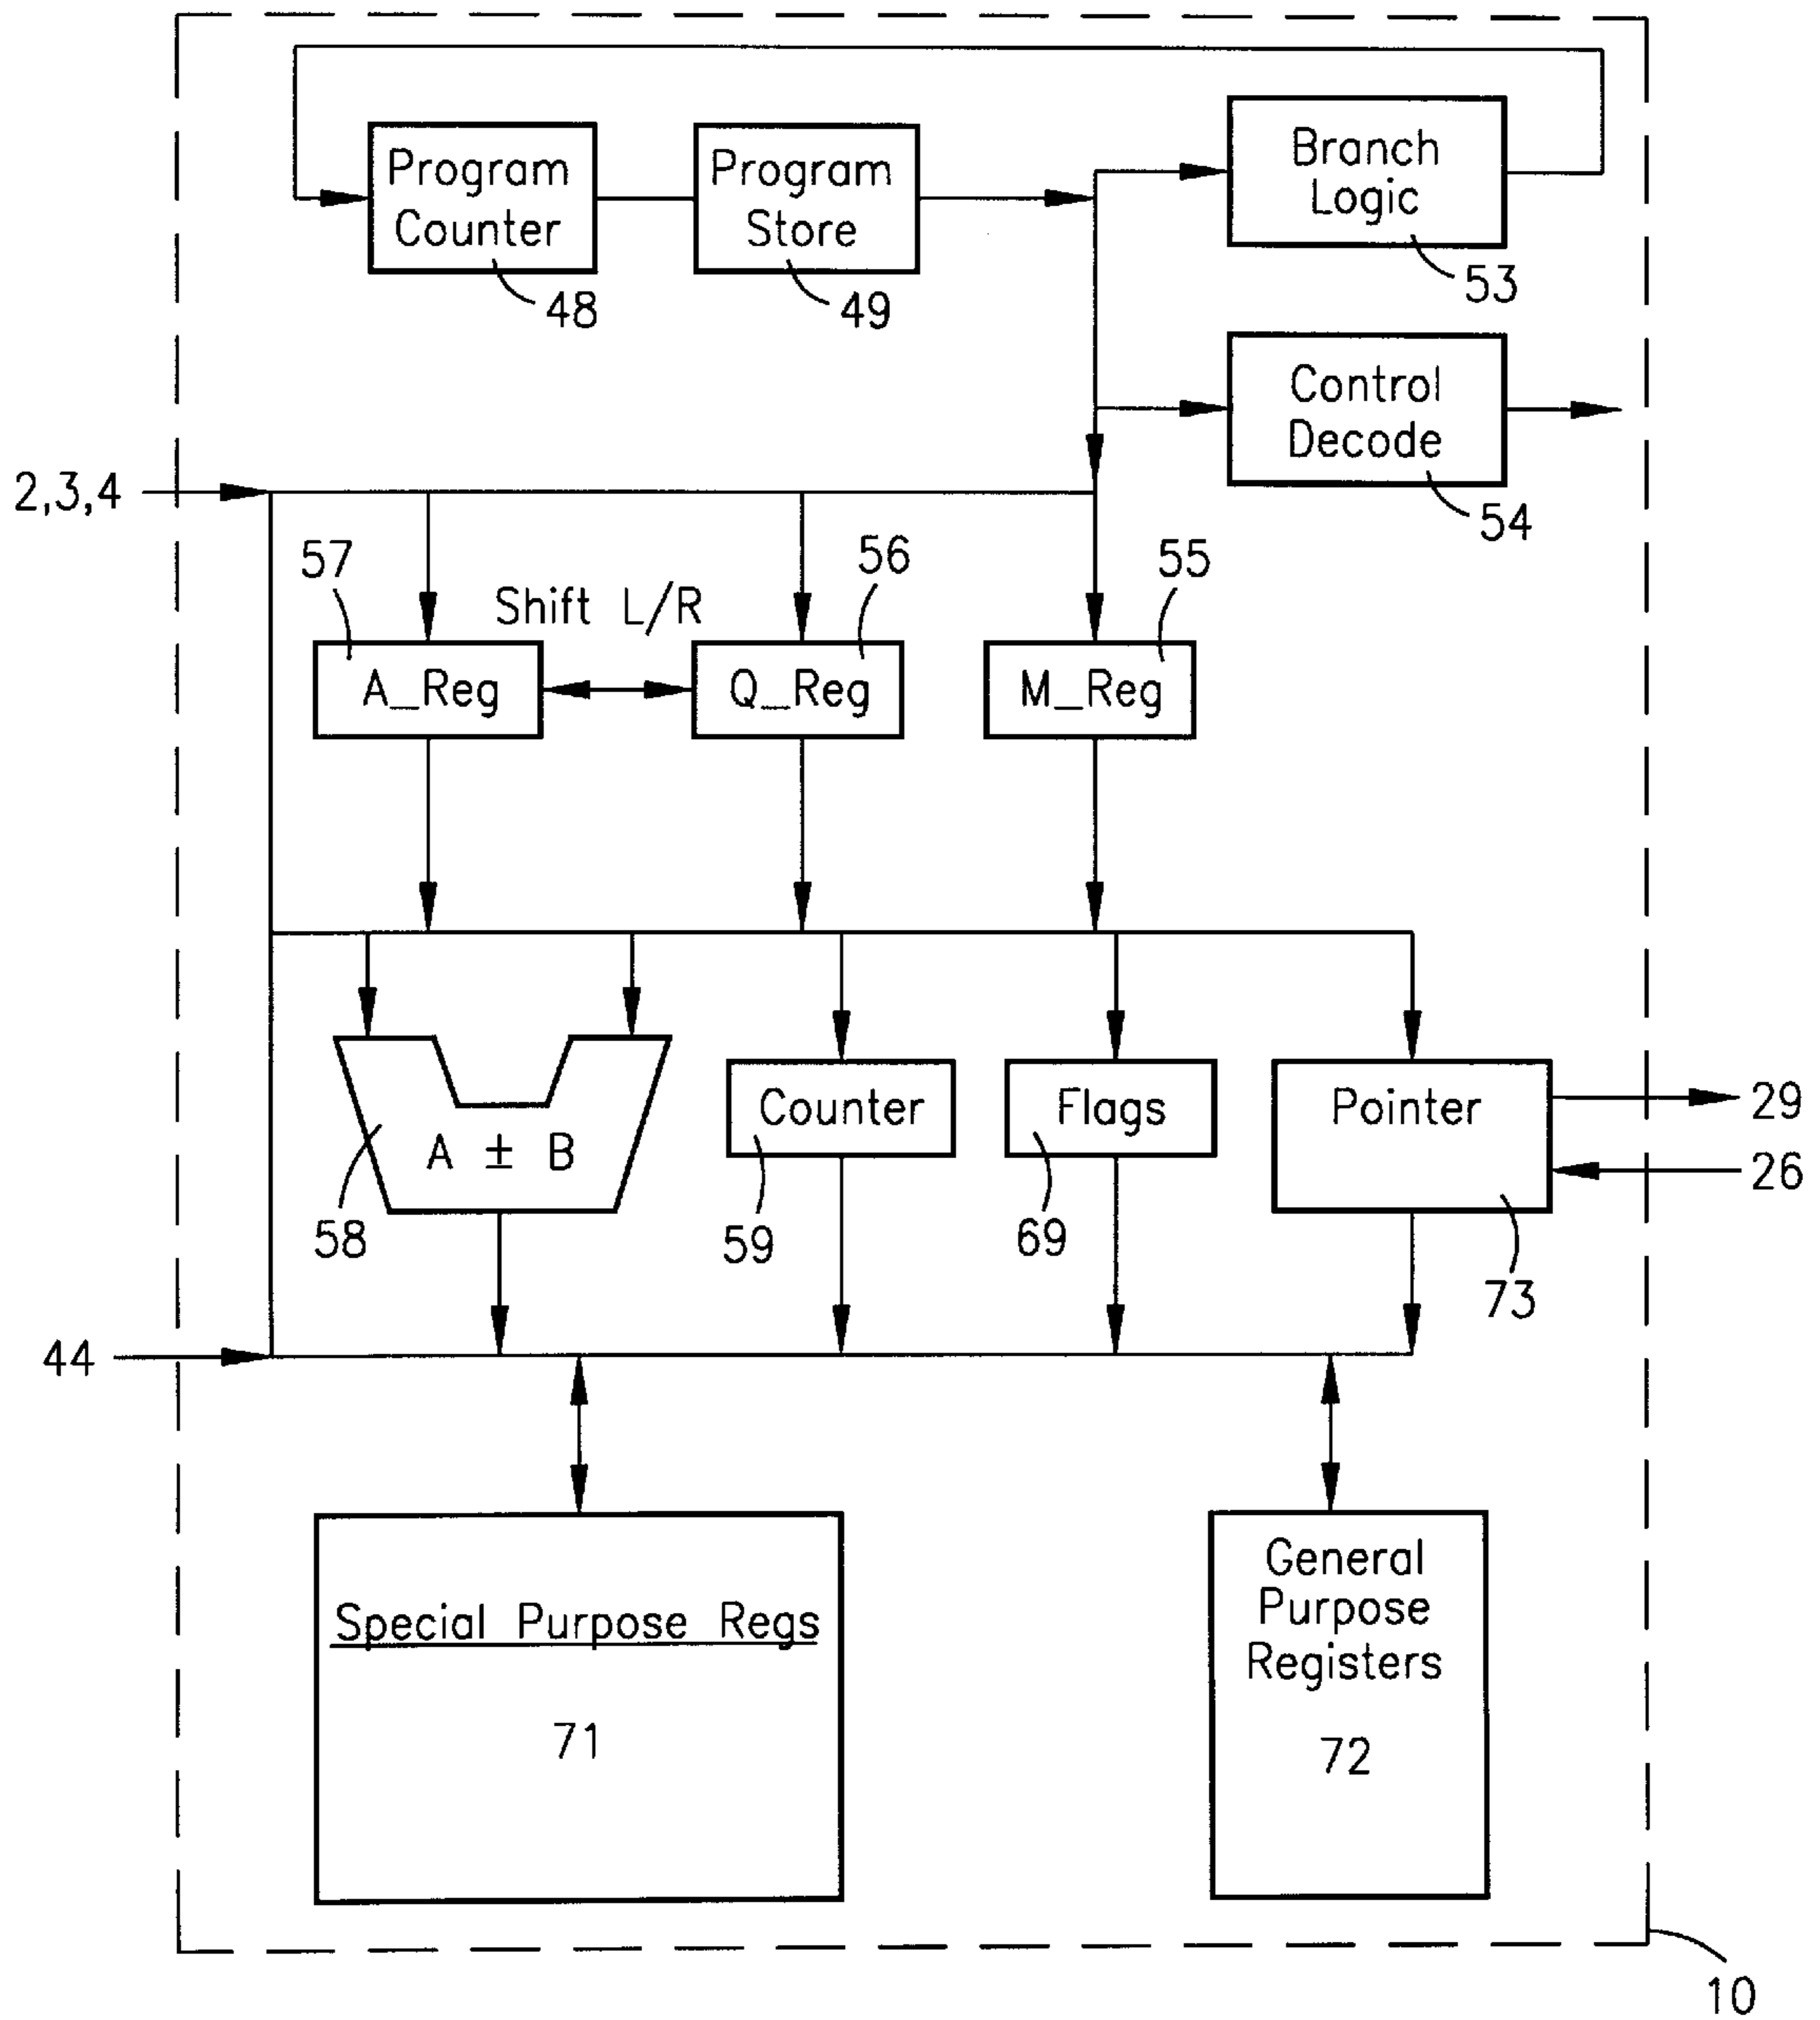 Program
Counter
48
Program
Store
49
Branch
Logic
53
Control
Decode
54
2,3,4
57
Shift L/R
56
55
A_Reg
Q_Reg
M_Reg
A ± B
58
Counter
59
Flags
69
Pointer
73
29
26
44
Special Purpose Regs
71
General
Purpose
Registers
72
10